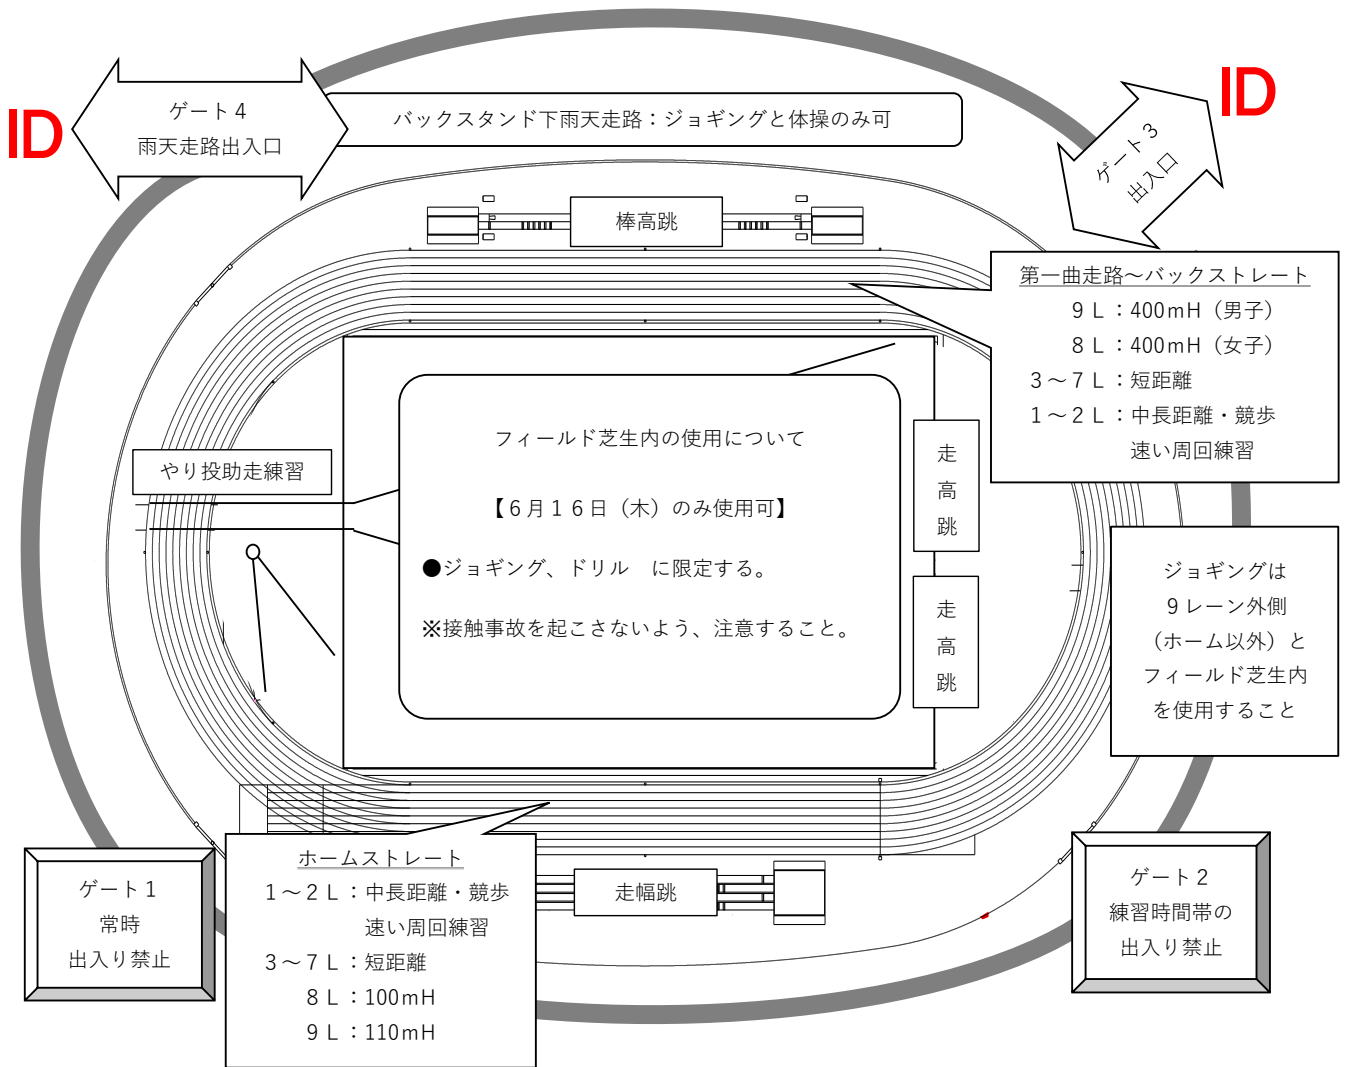 ID
ゲート４
雨天走路出入口
バックスタンド下雨天走路：ジョギングと体操のみ可
ID
ゲート３
出入口
棒高跳
第一曲走路～バックストレート
９Ｌ：400mH（男子）
８Ｌ：400mH（女子）
３～７Ｌ：短距離
１～２Ｌ：中長距離・競歩
速い周回練習
フィールド芝生内の使用について
【６月１６日（木）のみ使用可】
●ジョギング、ドリル　に限定する。
※接触事故を起こさないよう、注意すること。
やり投助走練習
走高跳
走高跳
ジョギングは
９レーン外側
（ホーム以外）と
フィールド芝生内
を使用すること
ホームストレート
１～２Ｌ：中長距離・競歩
速い周回練習
３～７Ｌ：短距離
８Ｌ：100mH
９Ｌ：110mH
走幅跳
ゲート１
常時
出入り禁止
ゲート２
練習時間帯の
出入り禁止